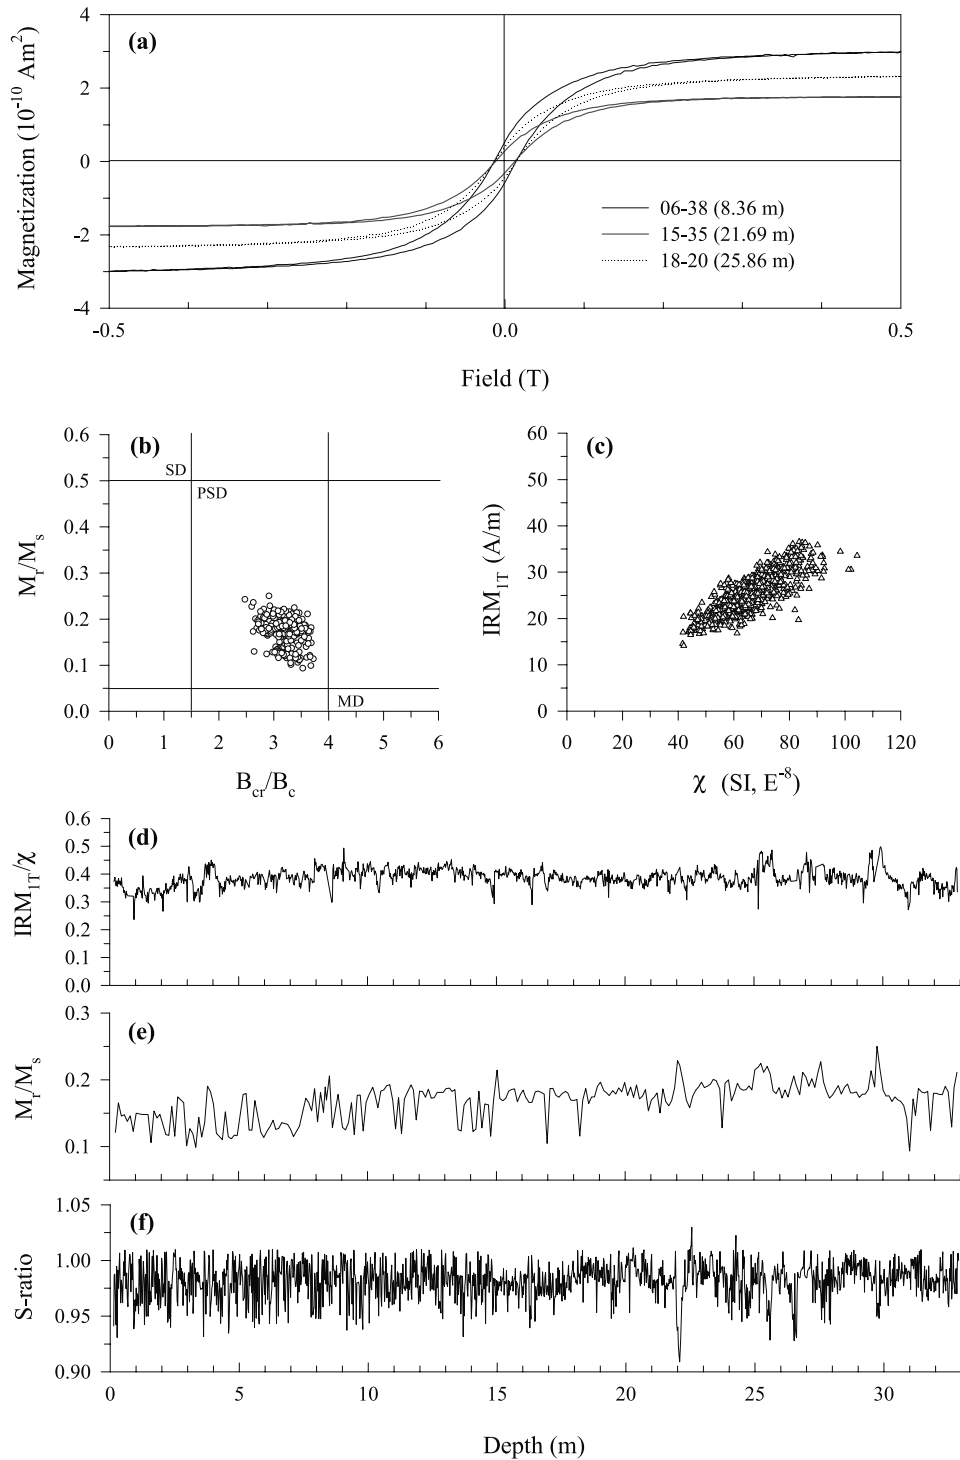 (a)
4
2
0
-2
-4
Magnetization (10⁻¹⁰ Am²)
06-38 (8.36 m)
15-35 (21.69 m)
18-20 (25.86 m)
-0.5 0.0 0.5
Field (T)
(b)
0.6
0.5
0.4
0.3
0.2
0.1
0.0
Mr/Ms
SD
PSD
MD
0 1 2 3 4 5 6
Bcr/Bc
(c)
60
50
40
30
20
10
0
IRM1T (A/m)
0 20 40 60 80 100 120
χ (SI, E⁻⁸)
(d)
0.6
0.5
0.4
0.3
0.2
0.1
0.0
IRM1T/χ
(e)
0.3
0.2
0.1
Mr/Ms
(f)
1.05
1.00
0.95
0.90
S-ratio
0 5 10 15 20 25 30
Depth (m)